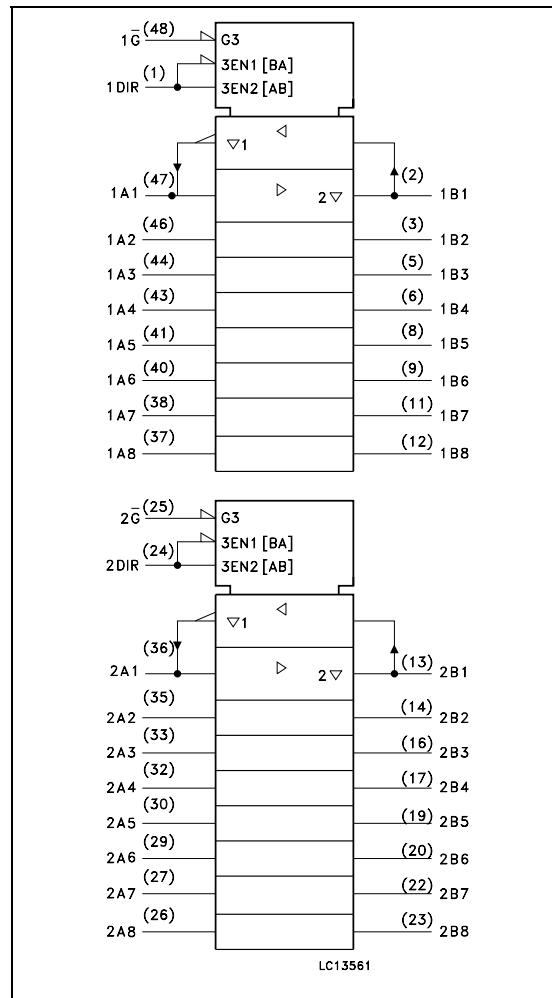 1G̅ (48) G3
3EN1 [BA]
1DIR (1) 3EN2 [AB]
▽1 ◁
1A1 (47) ▷ 2▽ (2) 1B1
1A2 (46) (3) 1B2
1A3 (44) (5) 1B3
1A4 (43) (6) 1B4
1A5 (41) (8) 1B5
1A6 (40) (9) 1B6
1A7 (38) (11) 1B7
1A8 (37) (12) 1B8
2G̅ (25) G3
3EN1 [BA]
2DIR (24) 3EN2 [AB]
▽1 ◁
2A1 (36) ▷ 2▽ (13) 2B1
2A2 (35) (14) 2B2
2A3 (33) (16) 2B3
2A4 (32) (17) 2B4
2A5 (30) (19) 2B5
2A6 (29) (20) 2B6
2A7 (27) (22) 2B7
2A8 (26) (23) 2B8
LC13561